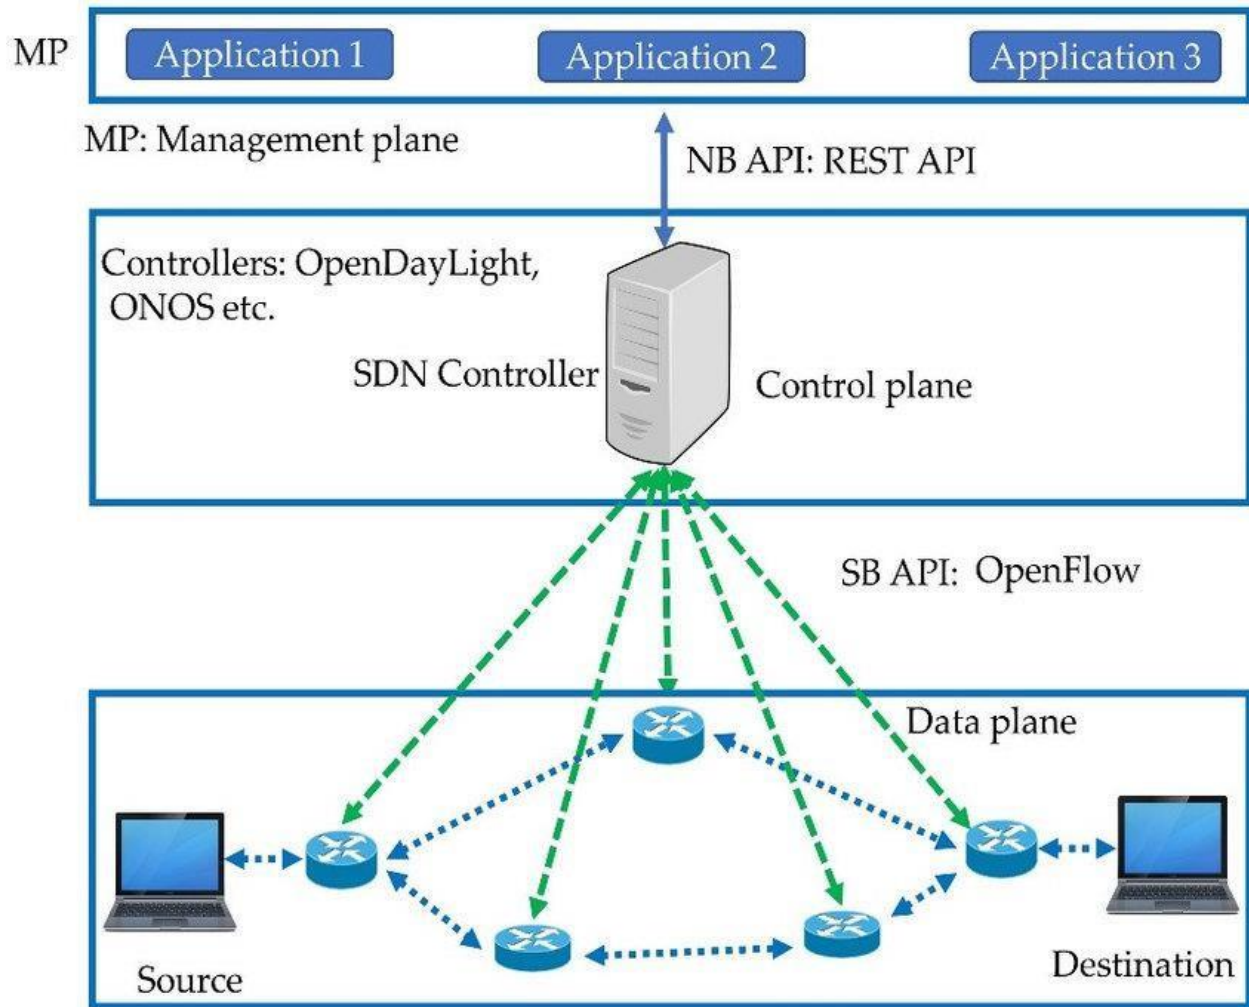 MP
Application 1
Application 2
Application 3
MP: Management plane
NB API: REST API
Controllers: OpenDayLight,
ONOS etc.
SDN Controller
Control plane
SB API: OpenFlow
Data plane
Source
Destination